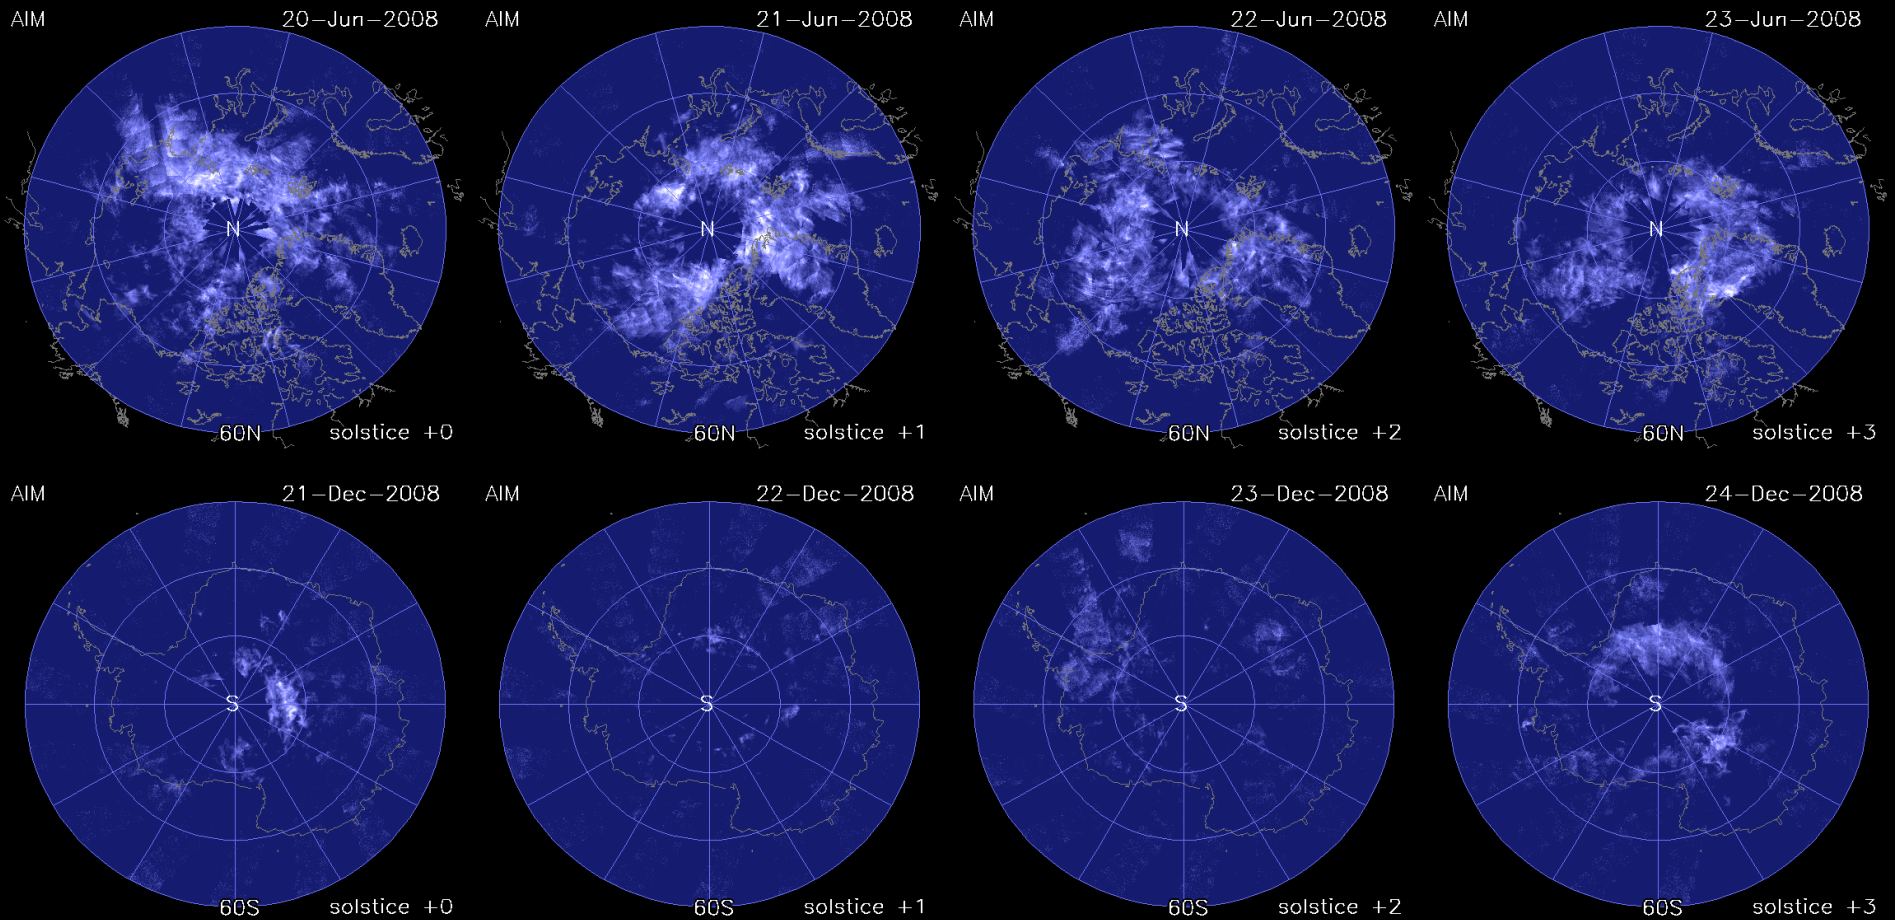 AIM 20-Jun-2008
N
60N solstice +0
AIM 21-Jun-2008
N
60N solstice +1
AIM 22-Jun-2008
N
60N solstice +2
AIM 23-Jun-2008
N
60N solstice +3
AIM 21-Dec-2008
S
60S solstice +0
AIM 22-Dec-2008
S
60S solstice +1
AIM 23-Dec-2008
S
60S solstice +2
AIM 24-Dec-2008
S
60S solstice +3